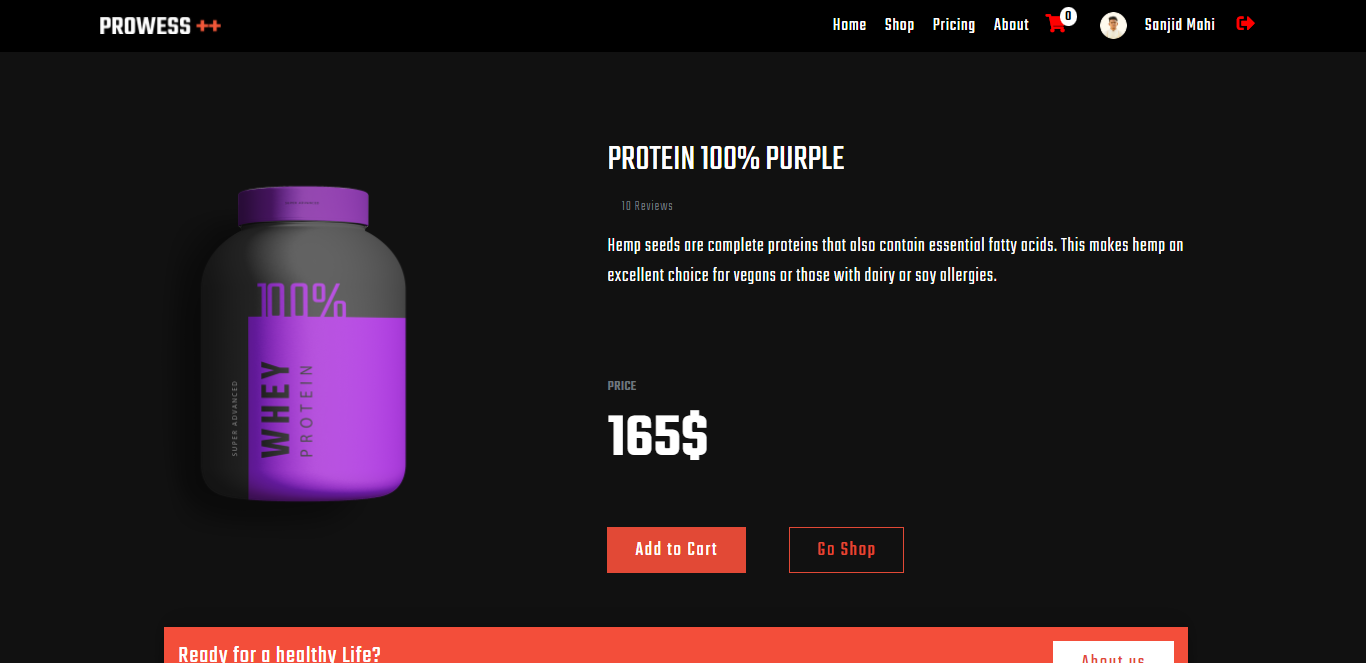 PROWESS ++
Home Shop Pricing About 0 Sanjid Mahi
PROTEIN 100% PURPLE
10 Reviews
Hemp seeds are complete proteins that also contain essential fatty acids. This makes hemp an
excellent choice for vegans or those with dairy or soy allergies.
100%
WHEY
PROTEIN
SUPER ADVANCED
PRICE
165$
Add to Cart
Go Shop
Ready for a healthy Life?
About us